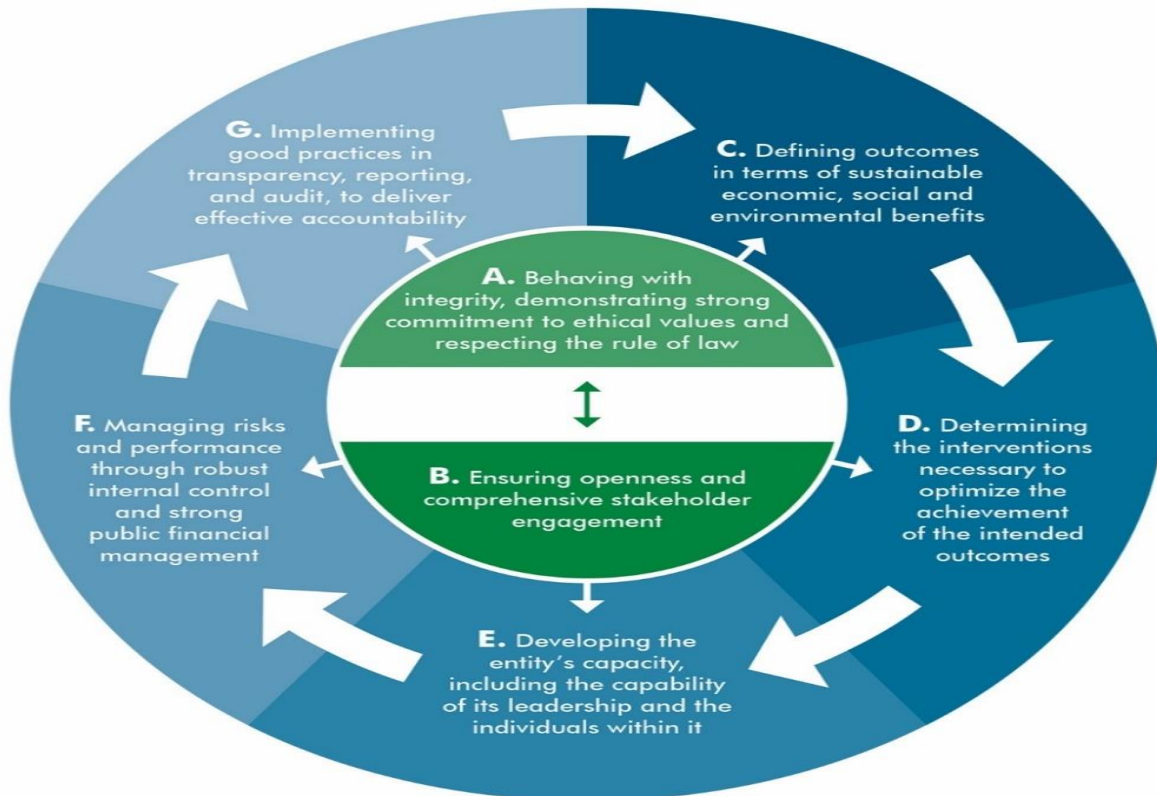 G. Implementing
good practices in
transparency, reporting,
and audit, to deliver
effective accountability
C. Defining outcomes
in terms of sustainable
economic, social and
environmental benefits
A. Behaving with
integrity, demonstrating strong
commitment to ethical values and
respecting the rule of law
F. Managing risks
and performance
through robust
internal control
and strong
public financial
management
B. Ensuring openness and
comprehensive stakeholder
engagement
D. Determining
the interventions
necessary to
optimize the
achievement
of the intended
outcomes
E. Developing the
entity’s capacity,
including the capability
of its leadership and the
individuals within it